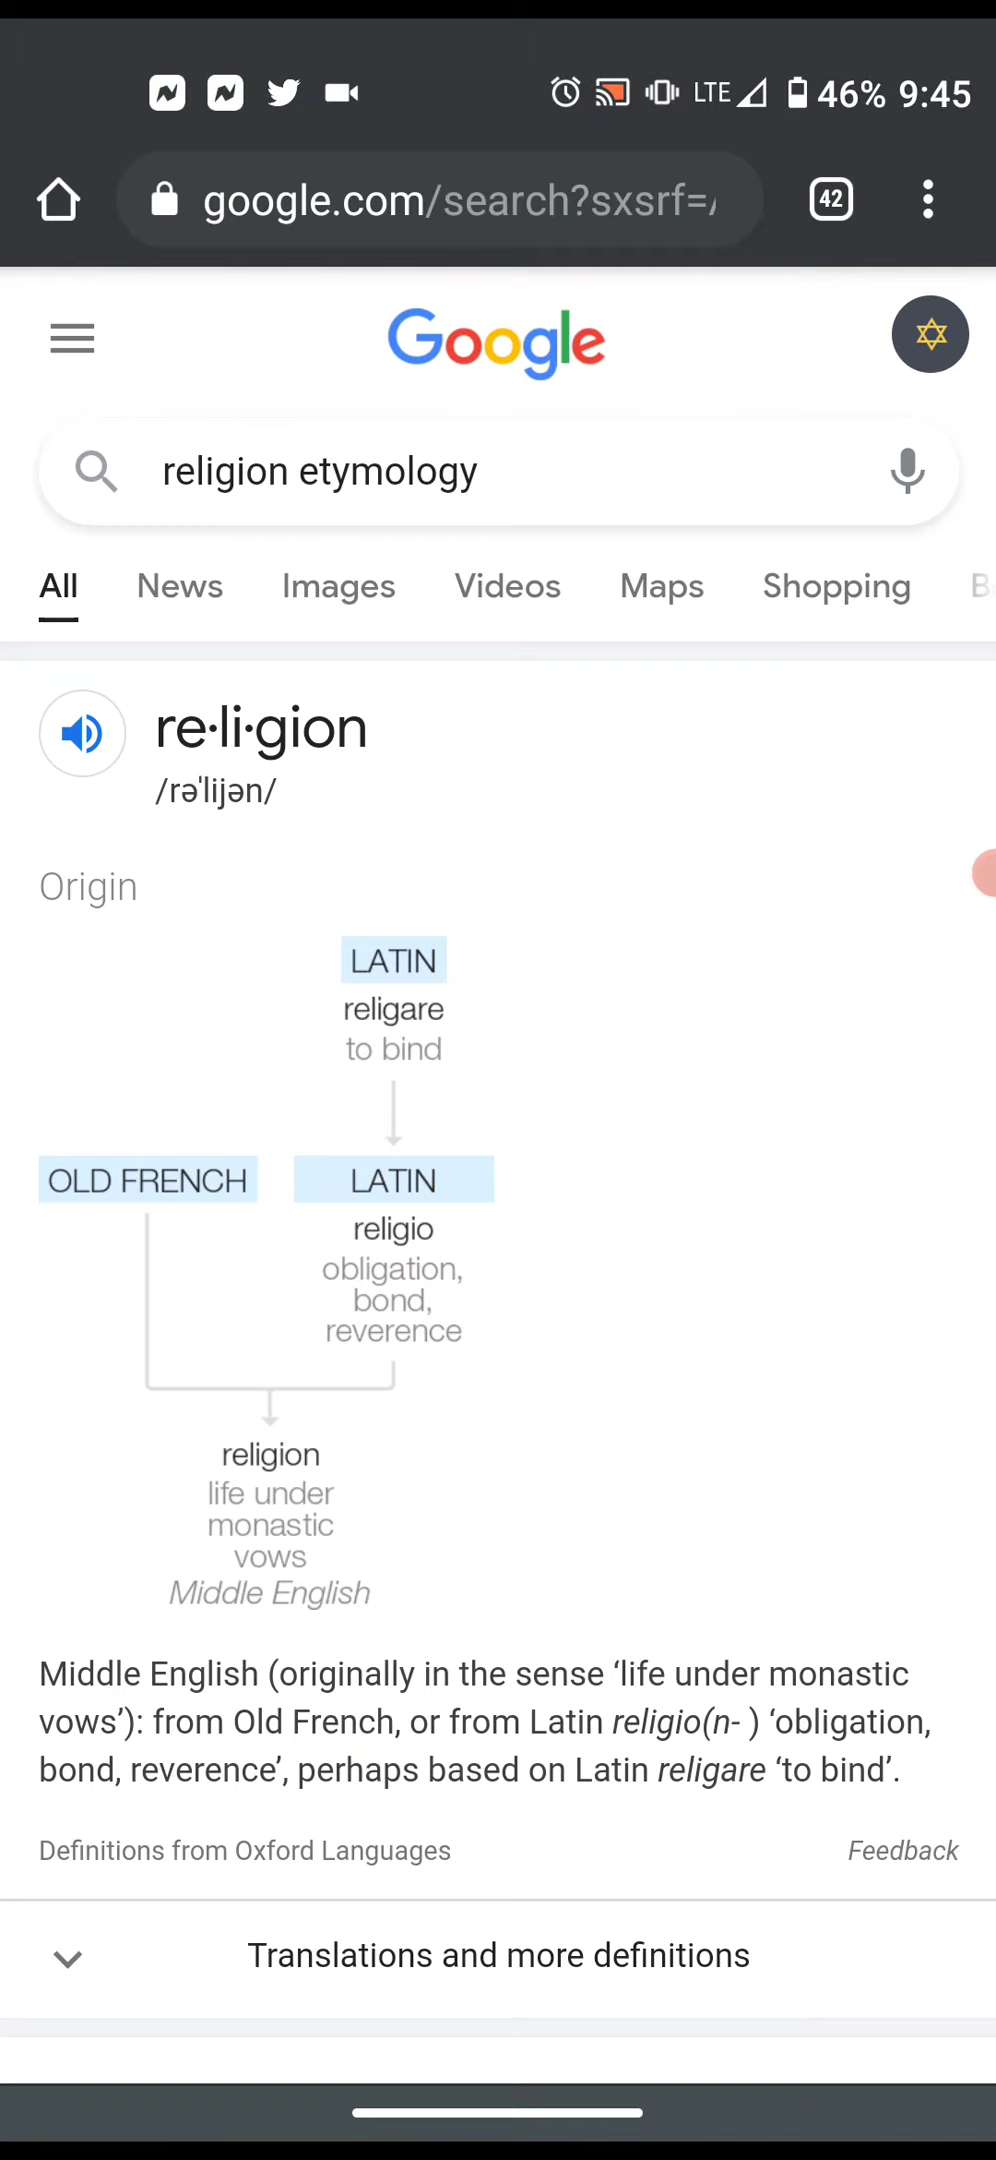 LTE 46% 9:45
google.com/search?sxsrf=
42
Google
religion etymology
All News Images Videos Maps Shopping B
re·li·gion
/rəˈlijən/
Origin
LATIN
religare
to bind
OLD FRENCH LATIN
religio
obligation,
bond,
reverence
religion
life under
monastic
vows
Middle English
Middle English (originally in the sense ‘life under monastic
vows’): from Old French, or from Latin religio(n- ) ‘obligation,
bond, reverence’, perhaps based on Latin religare ‘to bind’.
Definitions from Oxford Languages Feedback
Translations and more definitions